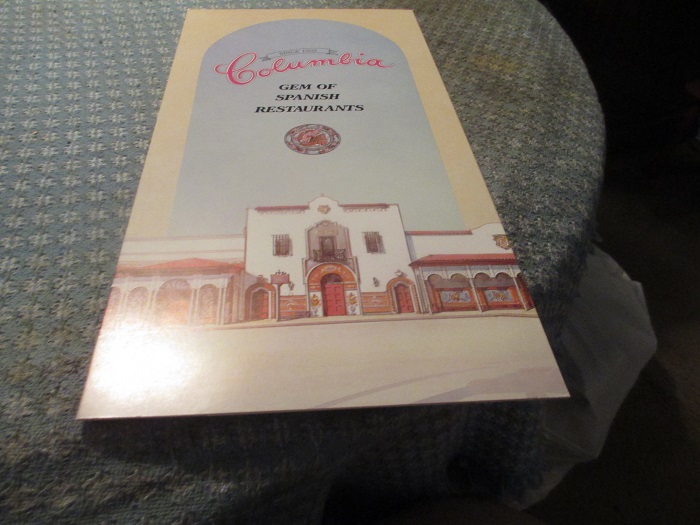 Columbia
GEM OF
SPANISH
RESTAURANTS